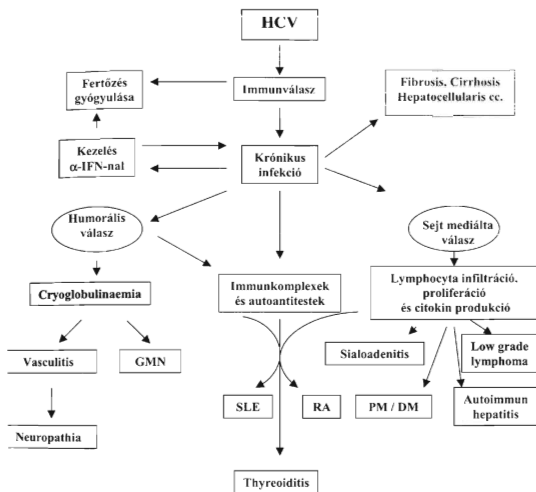 HCV
Fertőzés
gyógyulása
Immunválasz
Fibrosis, Cirrhosis
Hepatocellularis cc.
Kezelés
α-IFN-nal
Krónikus
infekció
Humorális
válasz
Sejt mediálta
válasz
Cryoglobulinaemia
Immunkomplexek
és autoantitestek
Lymphocyta infiltráció.
proliferáció
és citokin produkció
Vasculitis
GMN
Sialoadenitis
Low grade
lymphoma
SLE
RA
PM / DM
Autoimmun
hepatitis
Neuropathia
Thyreoiditis